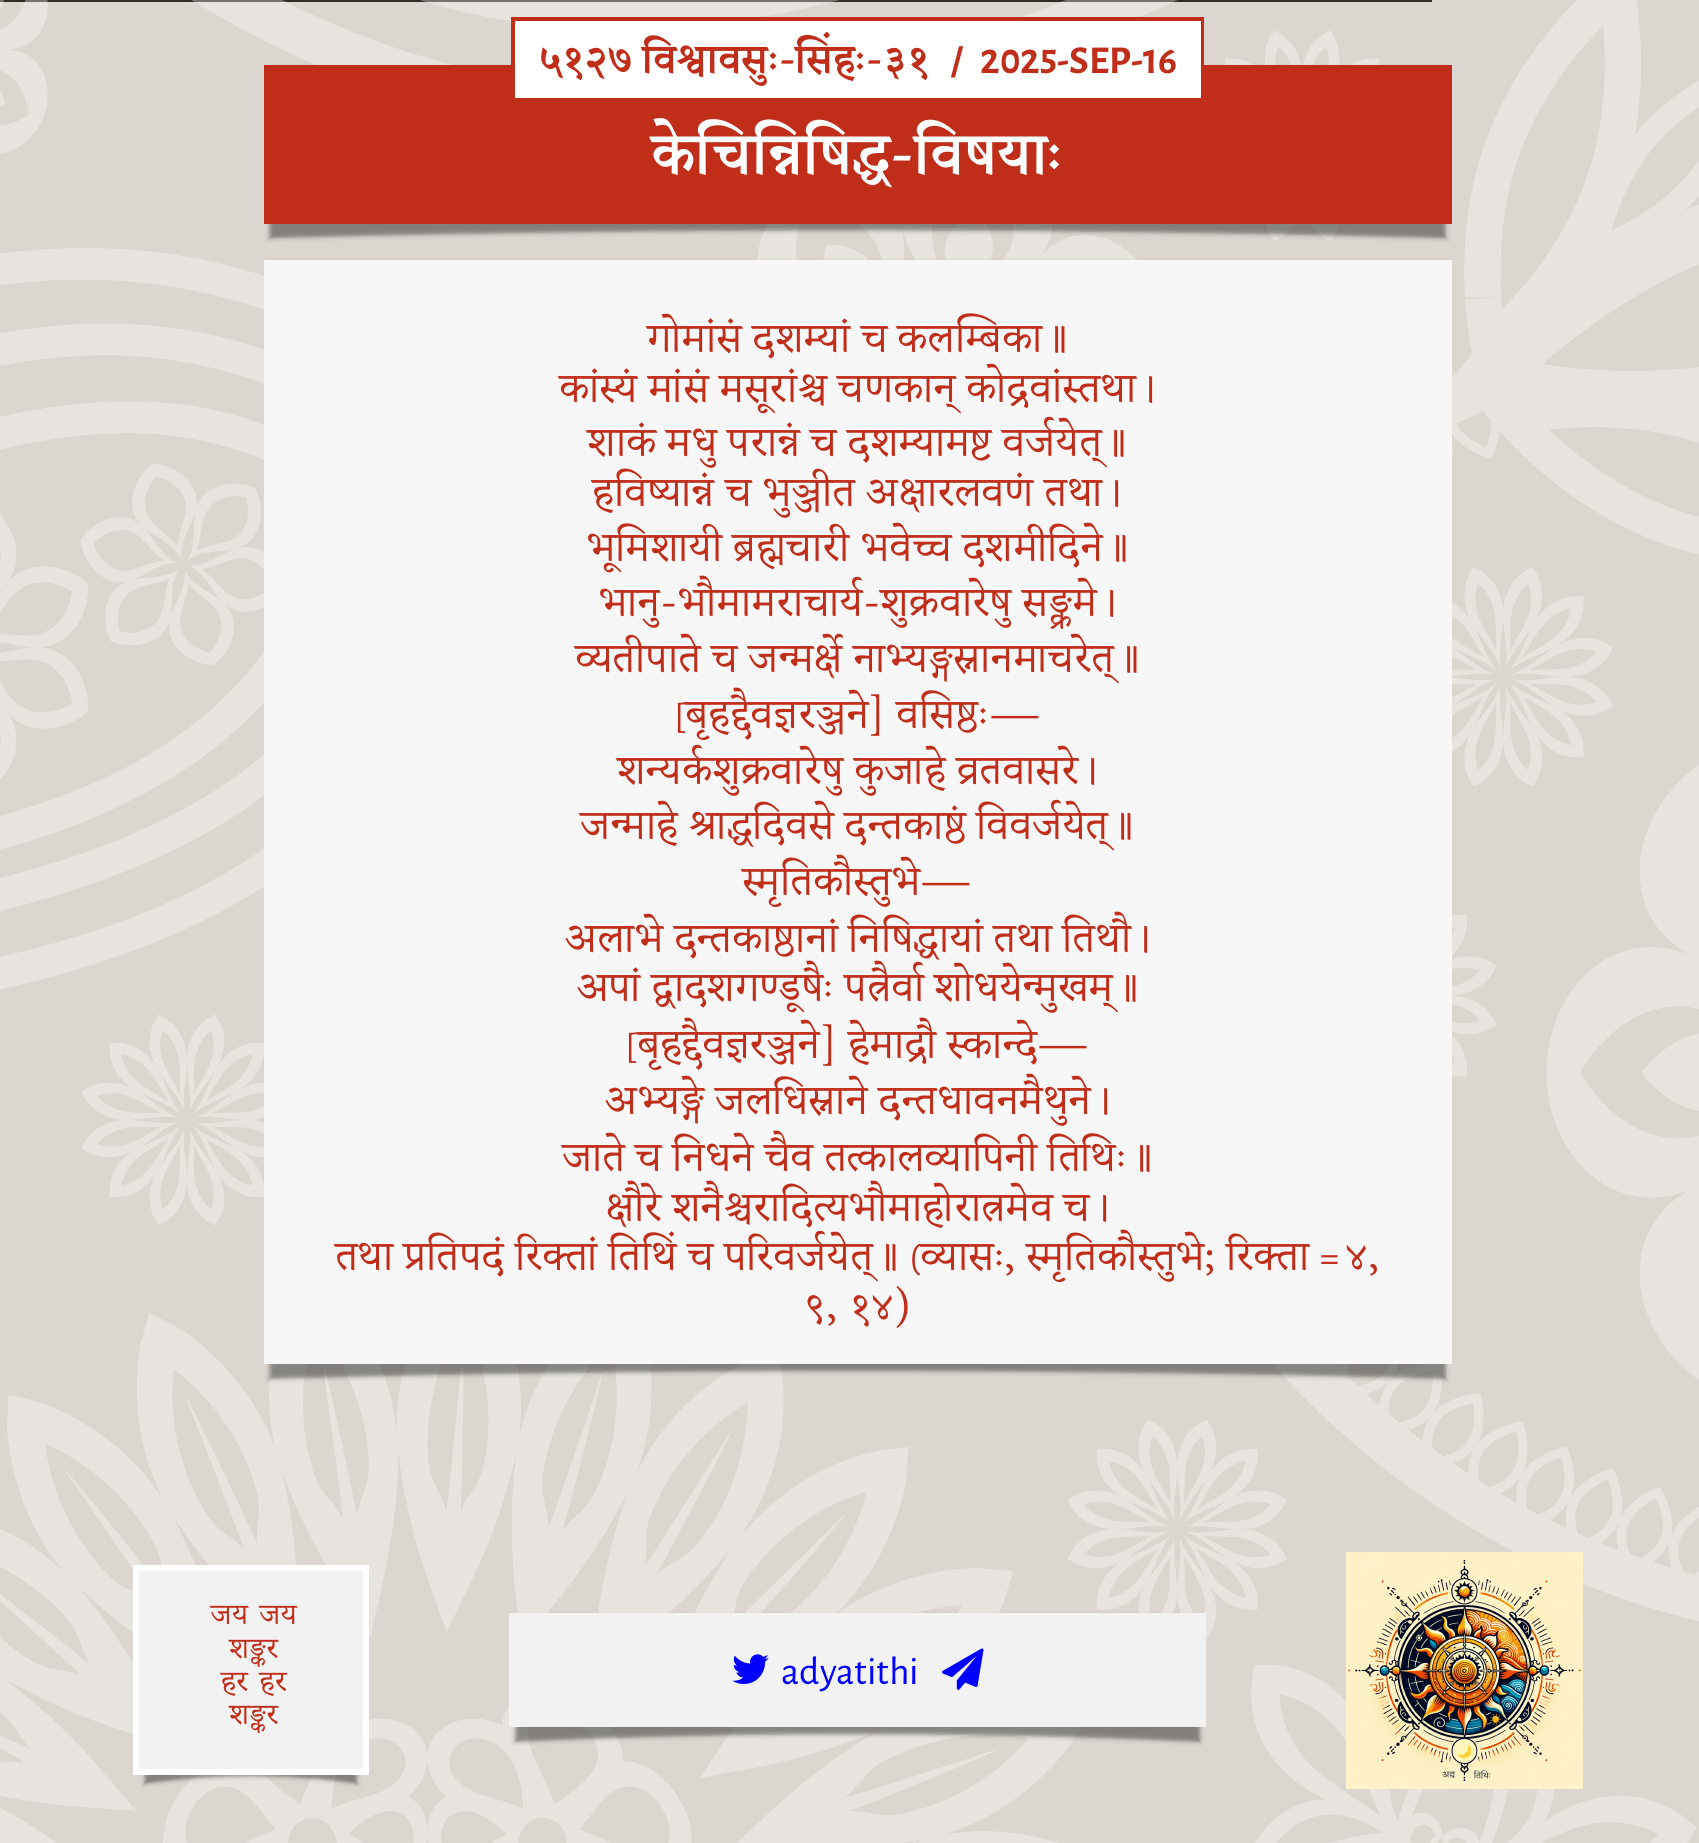 ५१२७ विश्वावसुः-सिंहः-३१ / 2025-SEP-16
केचिन्निषिद्ध-विषयाः
गोमांसं दशम्यां च कलम्बिका॥
कांस्यं मांसं मसूरांश्च चणकान् कोद्रवांस्तथा।
शाकं मधु परान्नं च दशम्यामष्ट वर्जयेत्॥
हविष्यान्नं च भुञ्जीत अक्षारलवणं तथा।
भूमिशायी ब्रह्मचारी भवेच्च दशमीदिने॥
भानु-भौमामराचार्य-शुक्रवारेषु सङ्क्रमे।
व्यतीपाते च जन्मर्क्षे नाभ्यङ्गस्नानमाचरेत्॥
[बृहद्दैवज्ञरञ्जने] वसिष्ठः—
शन्यर्कशुक्रवारेषु कुजाहे व्रतवासरे।
जन्माहे श्राद्धदिवसे दन्तकाष्ठं विवर्जयेत्॥
स्मृतिकौस्तुभे—
अलाभे दन्तकाष्ठानां निषिद्धायां तथा तिथौ।
अपां द्वादशगण्डूषैः पत्रैर्वा शोधयेन्मुखम्॥
[बृहद्दैवज्ञरञ्जने] हेमाद्रौ स्कान्दे—
अभ्यङ्गे जलधिस्नाने दन्तधावनमैथुने।
जाते च निधने चैव तत्कालव्यापिनी तिथिः॥
क्षौरे शनैश्चरादित्यभौमाहोरात्रमेव च।
तथा प्रतिपदं रिक्तां तिथिं च परिवर्जयेत्॥ (व्यासः, स्मृतिकौस्तुभे; रिक्ता = ४,
९, १४)
जय जय
शङ्कर
हर हर
शङ्कर
adyatithi
अद्य तिथिः